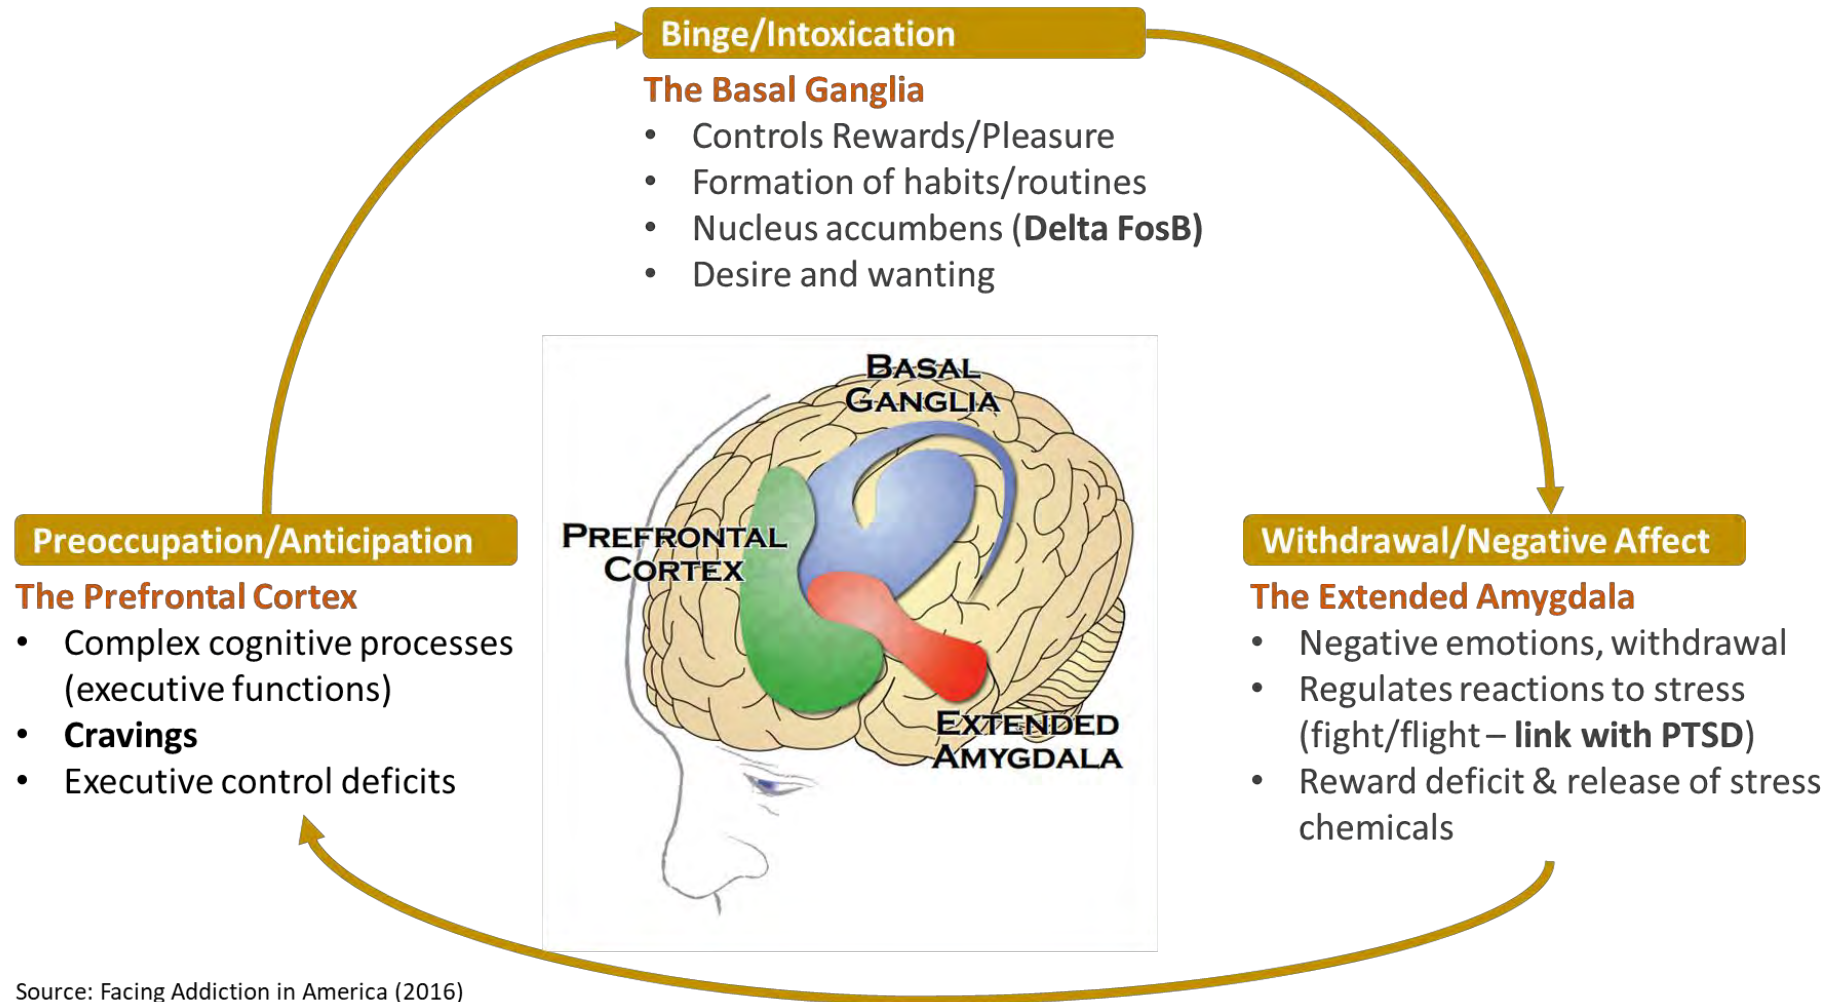 Binge/Intoxication
The Basal Ganglia
• Controls Rewards/Pleasure
• Formation of habits/routines
• Nucleus accumbens (Delta FosB)
• Desire and wanting
BASAL
GANGLIA
PREFRONTAL
CORTEX
EXTENDED
AMYGDALA
Preoccupation/Anticipation
The Prefrontal Cortex
• Complex cognitive processes
(executive functions)
• Cravings
• Executive control deficits
Withdrawal/Negative Affect
The Extended Amygdala
• Negative emotions, withdrawal
• Regulates reactions to stress
(fight/flight – link with PTSD)
• Reward deficit & release of stress
chemicals
Source: Facing Addiction in America (2016)